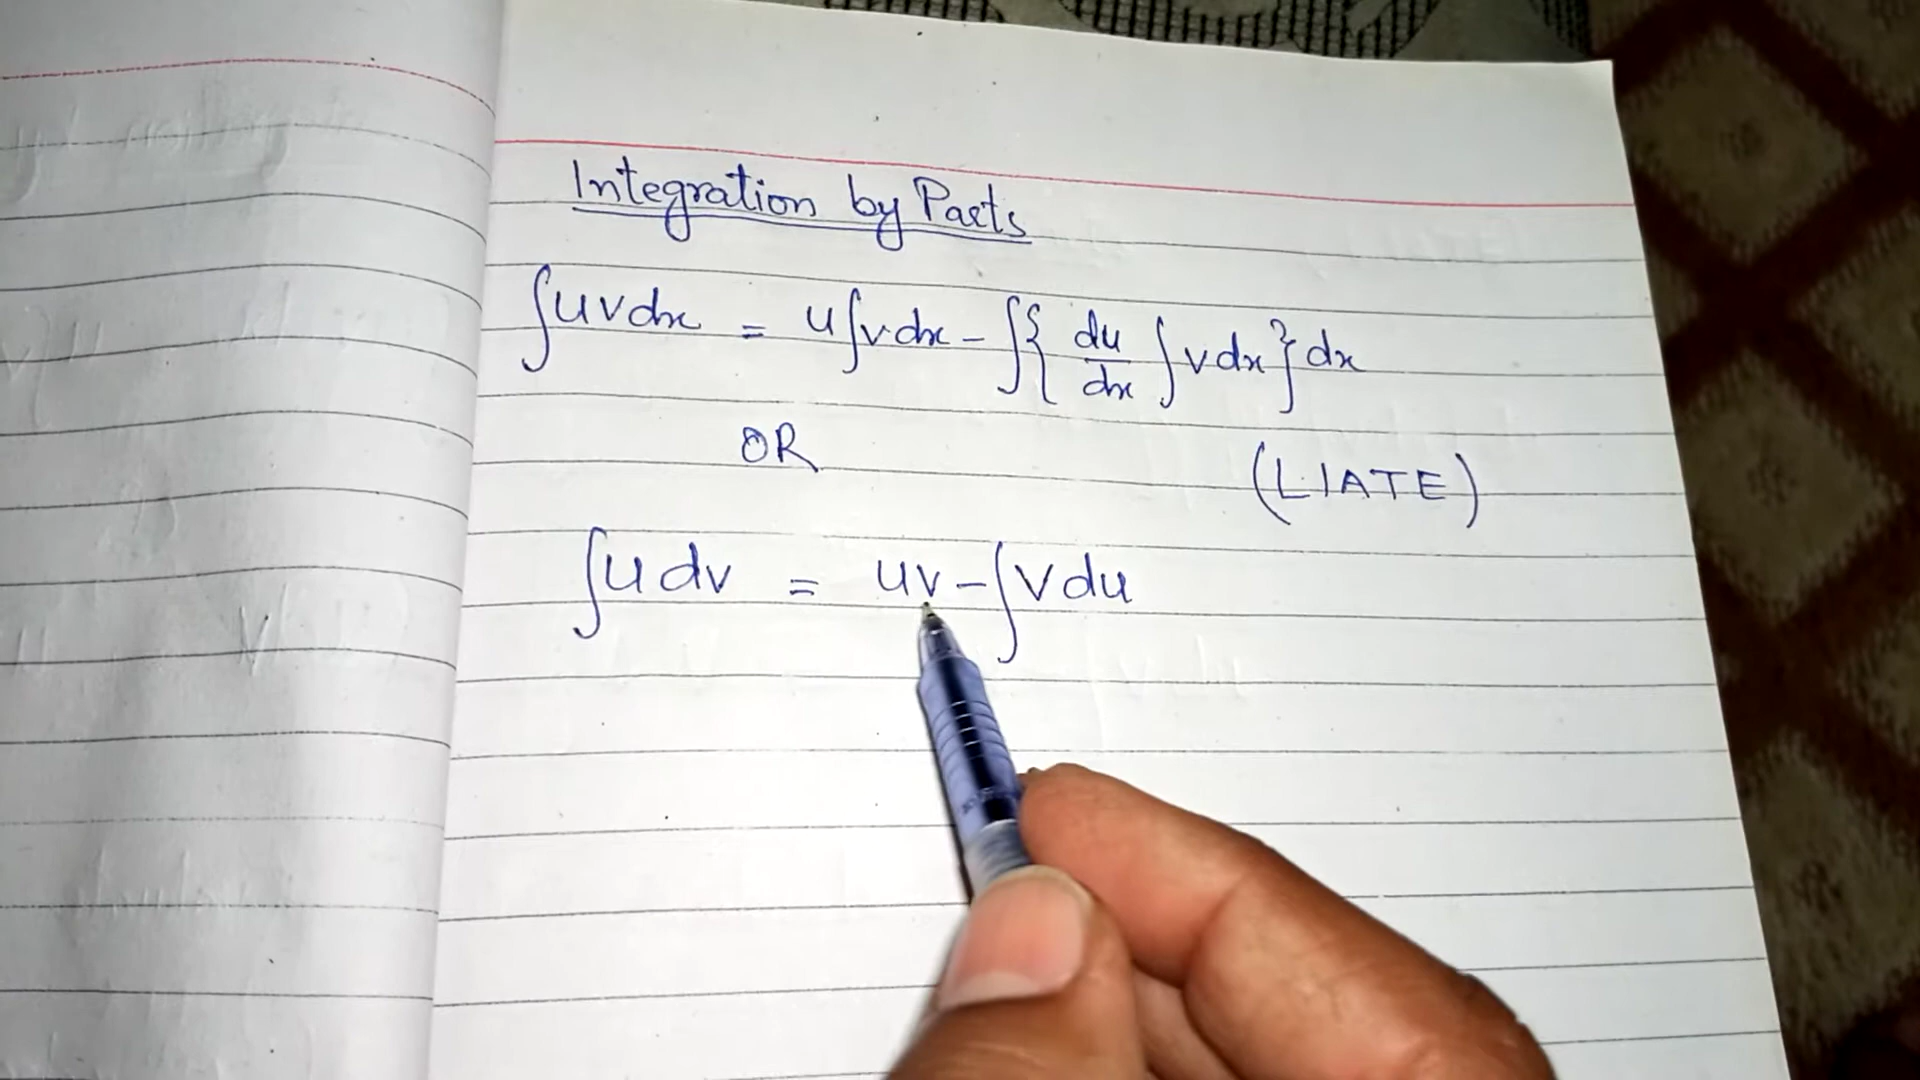 Integration by Parts
∫uvdx = u∫vdx - ∫{du/dx ∫vdx}dx
OR
(LIATE)
∫udv = uv - ∫vdu